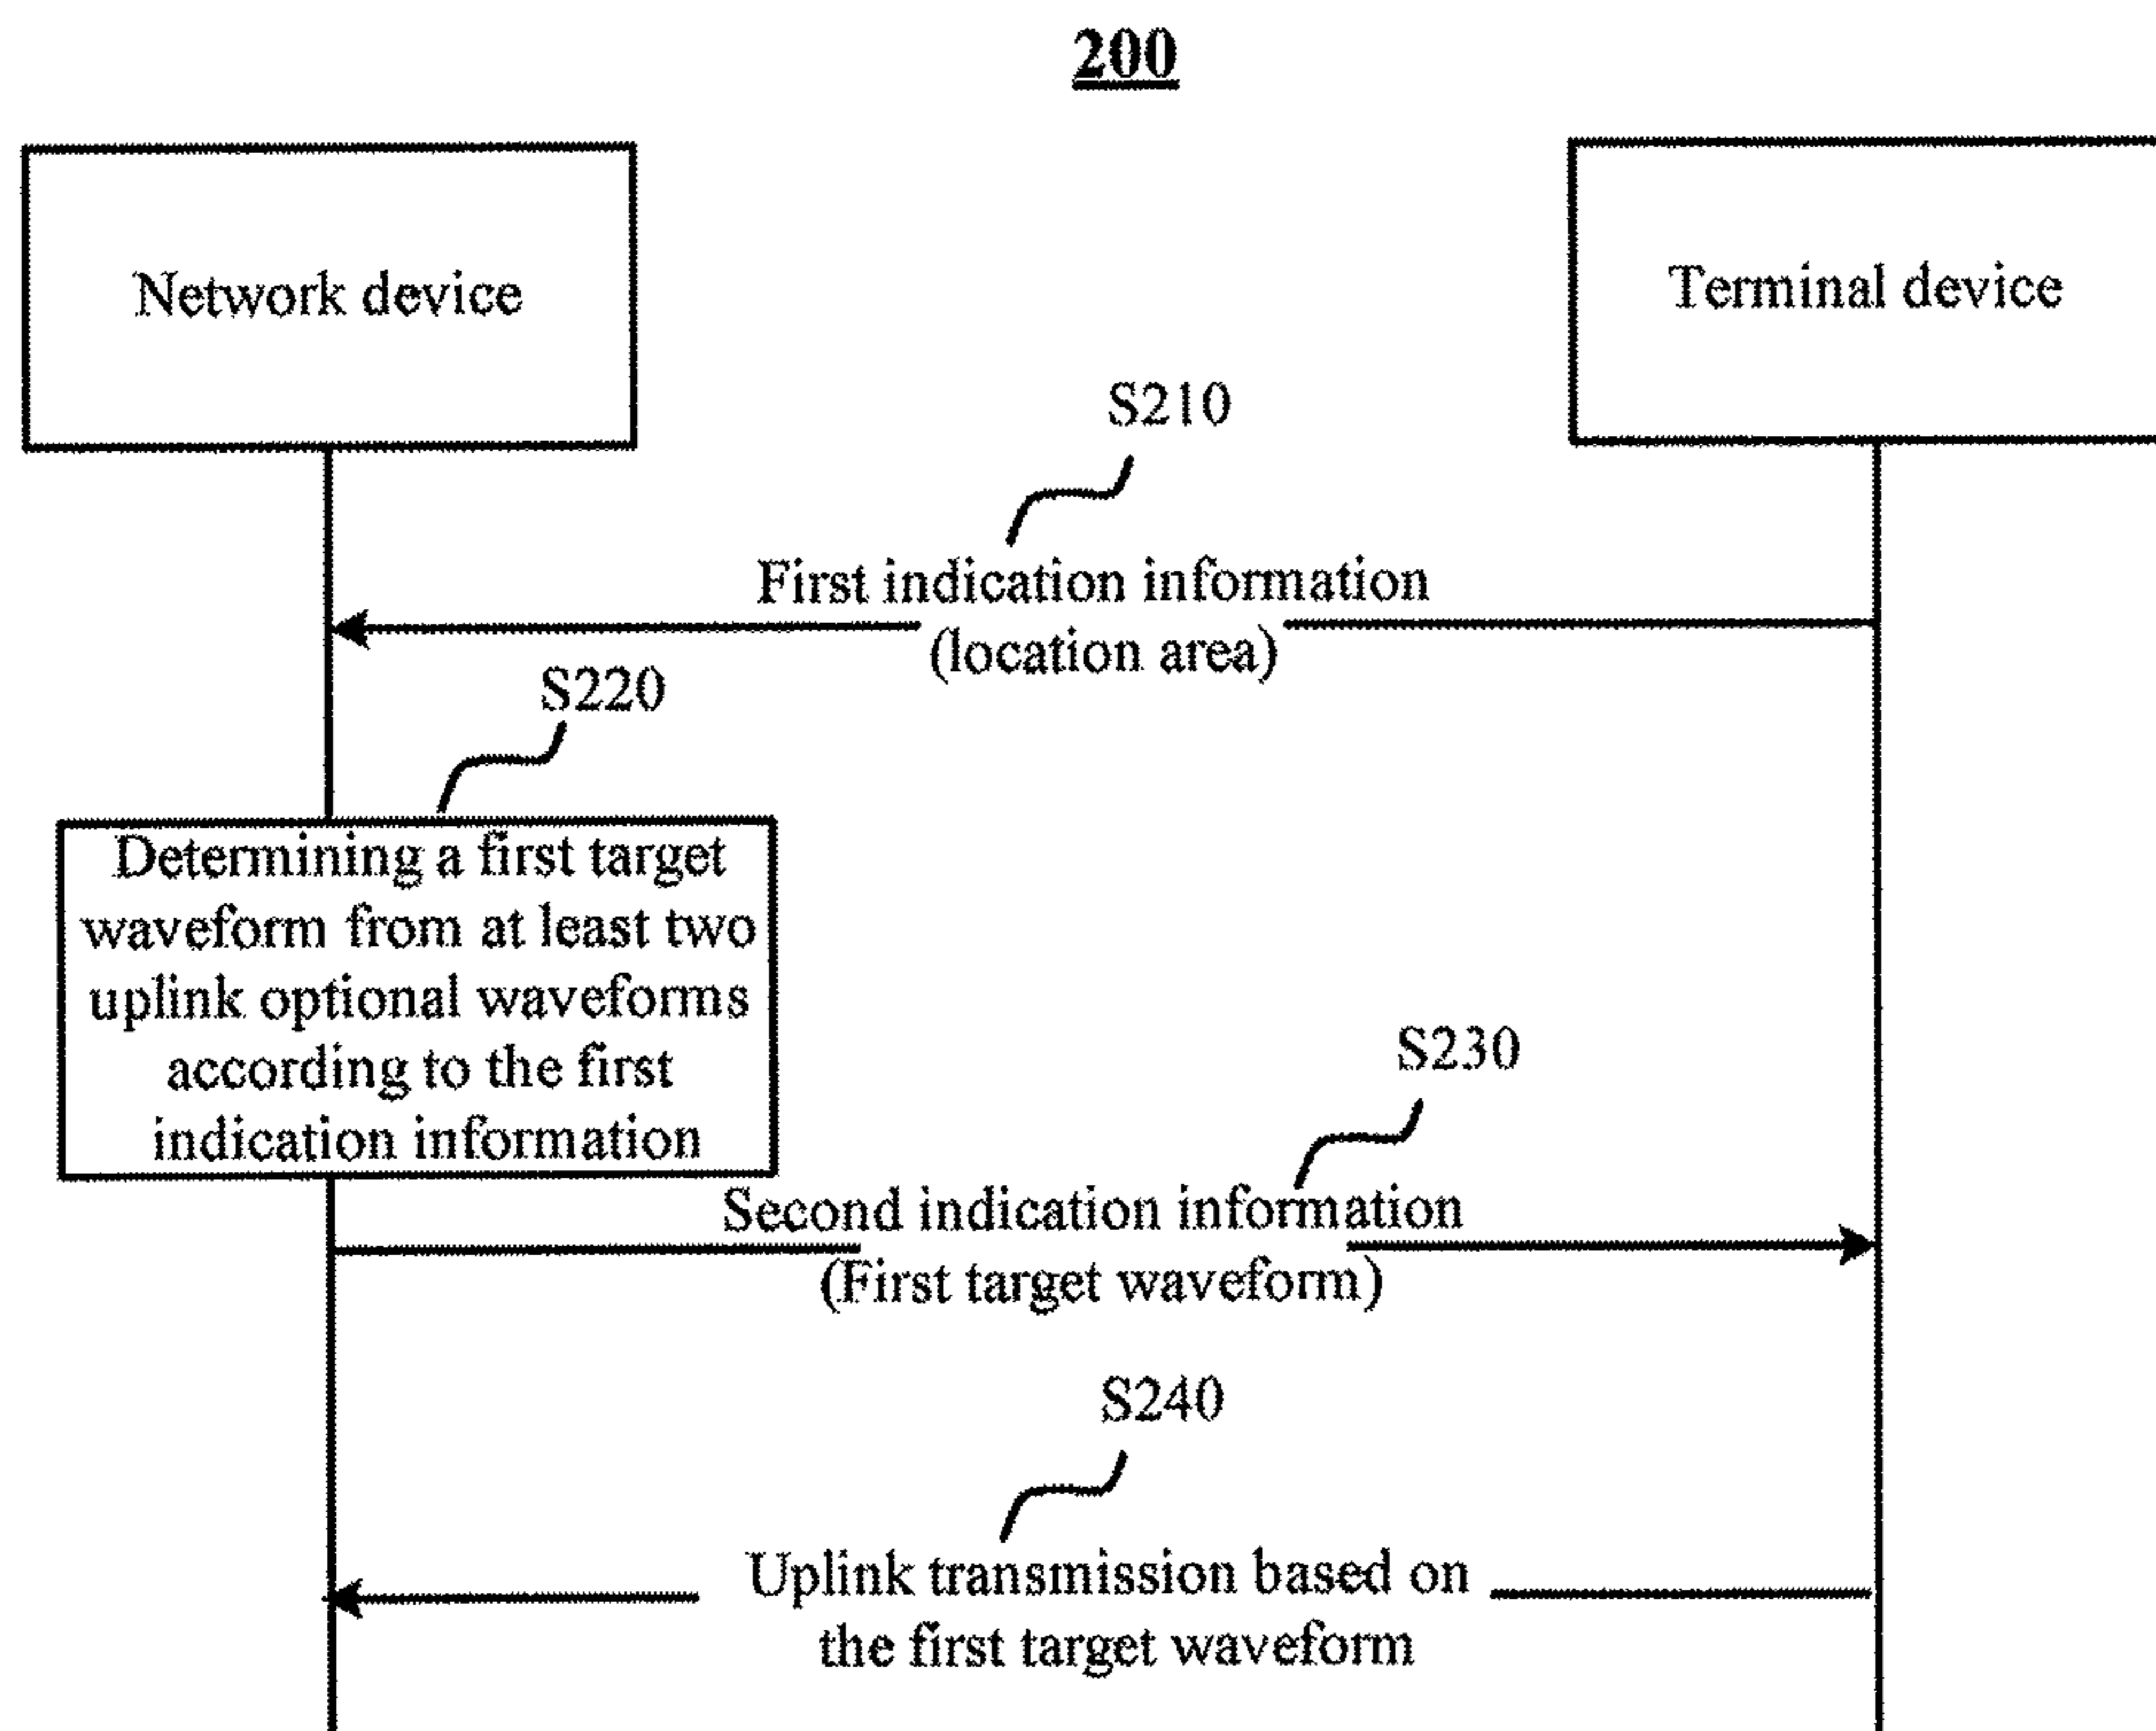 200
Network device
Terminal device
S210
First indication information
(location area)
S220
Determining a first target
waveform from at least two
uplink optional waveforms
according to the first
indication information
S230
Second indication information
(First target waveform)
S240
Uplink transmission based on
the first target waveform